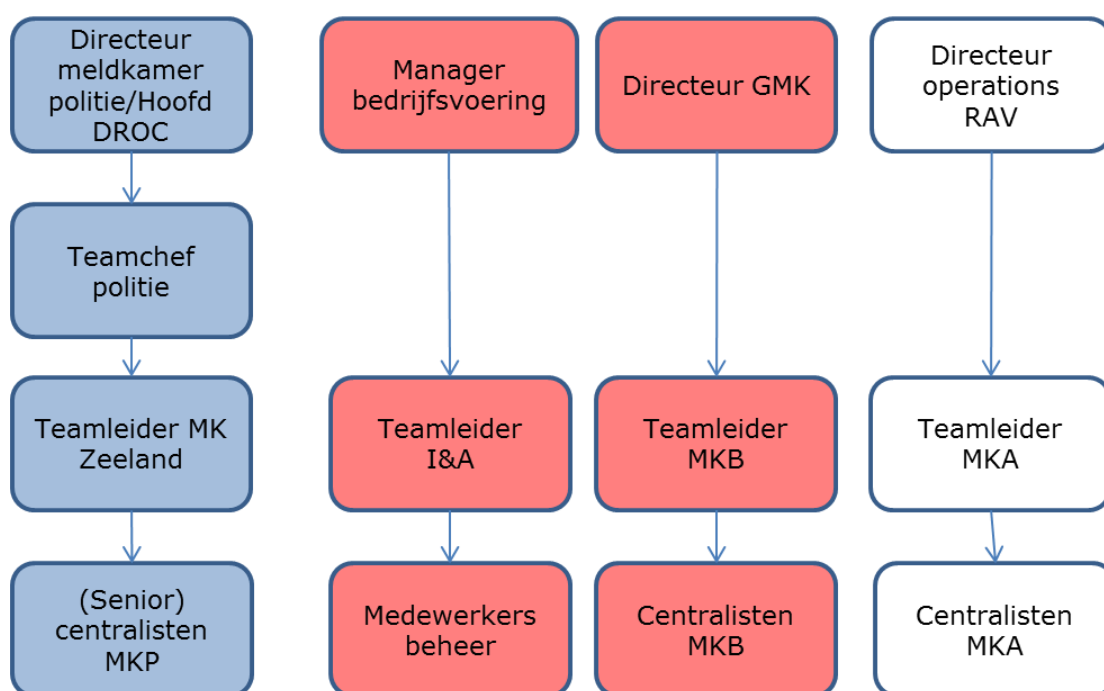 Directeur
meldkamer
politie/Hoofd
DROC
Manager
bedrijfsvoering
Directeur GMK
Directeur
operations
RAV
Teamchef
politie
Teamleider MK
Zeeland
Teamleider
I&A
Teamleider
MKB
Teamleider
MKA
(Senior)
centralisten
MKP
Medewerkers
beheer
Centralisten
MKB
Centralisten
MKA